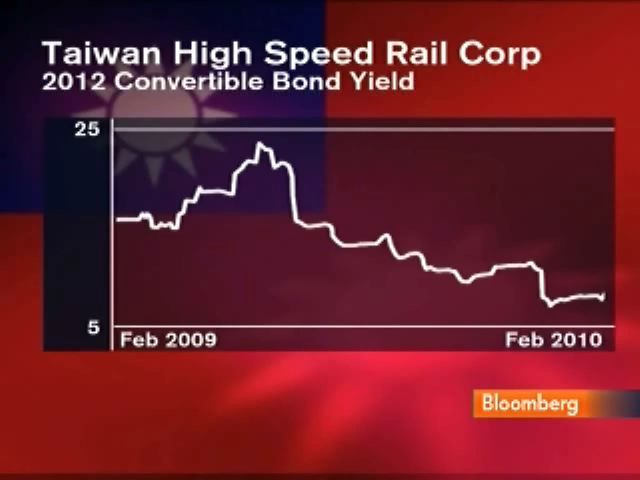 Taiwan High Speed Rail Corp
2012 Convertible Bond Yield
25
5
Feb 2009
Feb 2010
Bloomberg